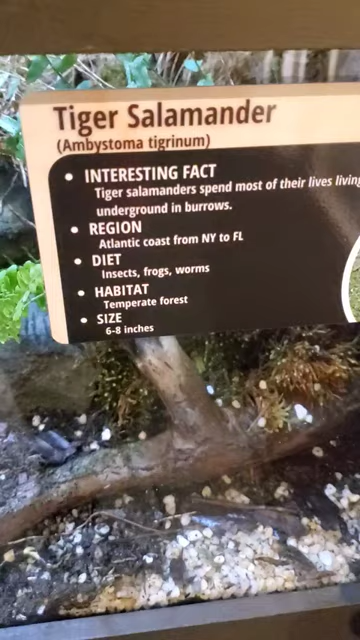 Tiger Salamander
(Ambystoma tigrinum)
• INTERESTING FACT
Tiger salamanders spend most of their lives living
underground in burrows.
• REGION
Atlantic coast from NY to FL
• DIET
Insects, frogs, worms
• HABITAT
Temperate forest
• SIZE
6-8 inches